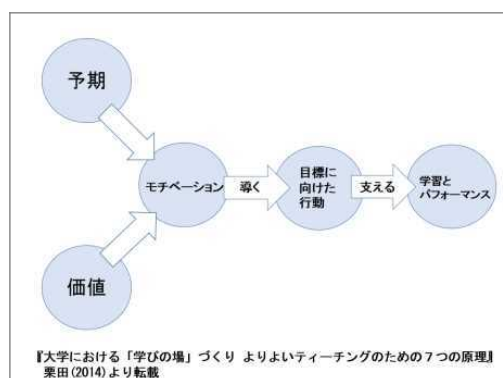 予期
価値
モチベーション
導く
目標に
向けた
行動
支える
学習と
パフォーマンス
『大学における「学びの場」づくり よりよいティーチングのための7つの原理』
栗田(2014)より転載